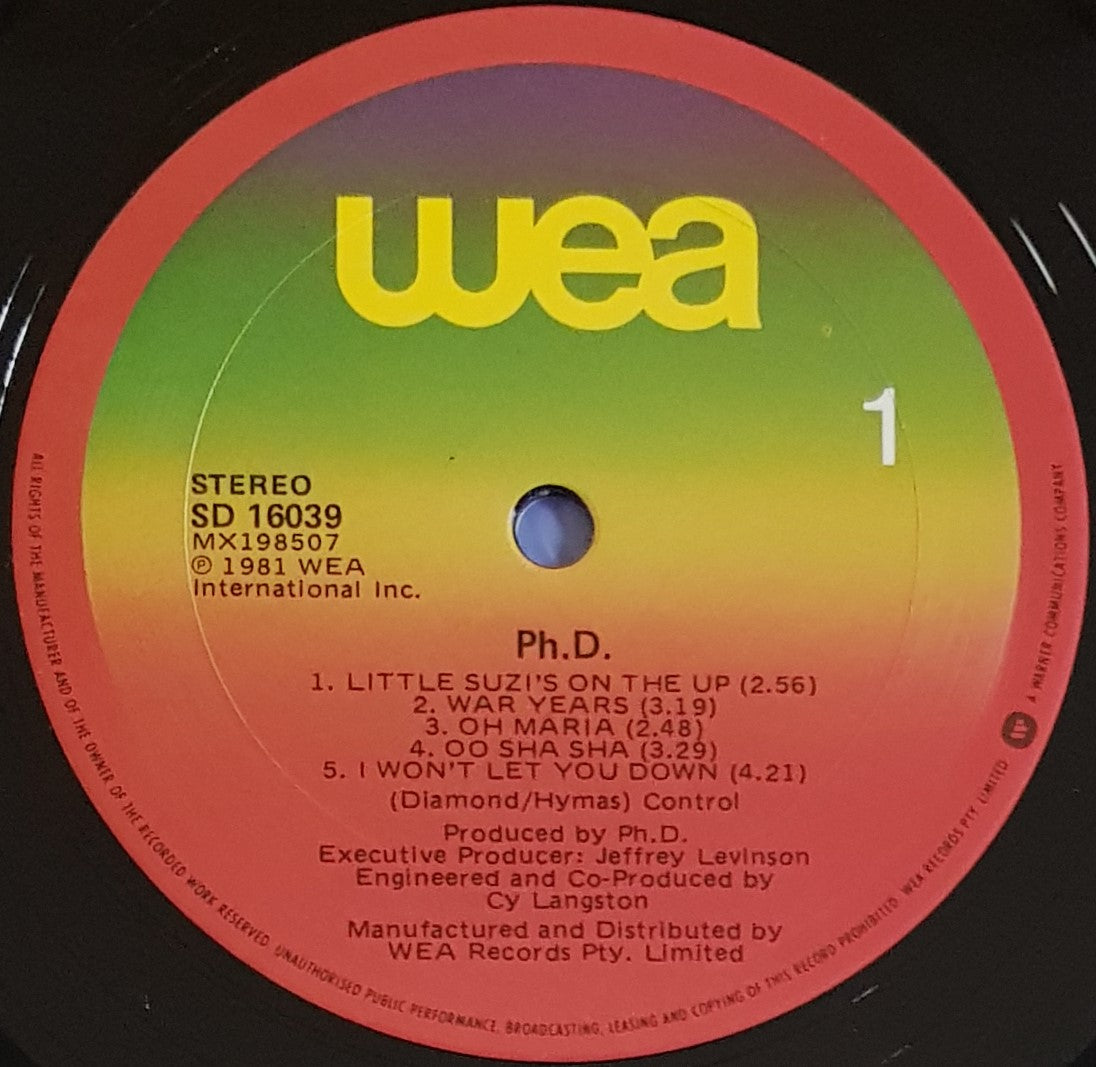 wea
1
STEREO
SD 16039
MX198507
Ⓟ 1981 WEA
International Inc.
Ph.D.
1. LITTLE SUZI'S ON THE UP (2.56)
2. WAR YEARS (3.19)
3. OH MARIA (2.48)
4. OO SHA SHA (3.29)
5. I WON'T LET YOU DOWN (4.21)
(Diamond/Hymas) Control
Produced by Ph.D.
Executive Producer: Jeffrey Levinson
Engineered and Co-Produced by
Cy Langston
Manufactured and Distributed by
WEA Records Pty. Limited
ALL RIGHTS OF THE MANUFACTURER AND OF THE OWNER OF THE RECORDED WORK RESERVED. UNAUTHORISED PUBLIC PERFORMANCE, BROADCASTING, LEASING AND COPYING OF THIS RECORD PROHIBITED. WEA RECORDS PTY. LIMITED A WARNER COMMUNICATIONS COMPANY